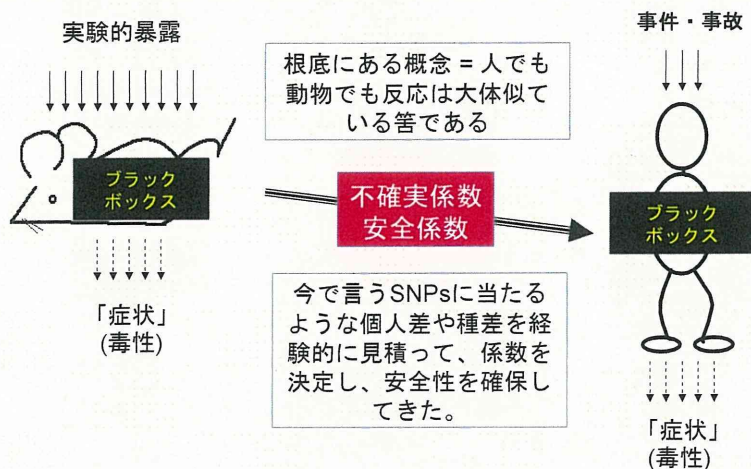 実験的暴露
ブラック
ボックス
「症状」
(毒性)
根底にある概念 = 人でも
動物でも反応は大体似て
いる筈である
不確実係数
安全係数
今で言うSNPsに当たる
ような個人差や種差を経
験的に見積って、係数を
決定し、安全性を確保し
てきた。
事件・事故
ブラック
ボックス
「症状」
(毒性)